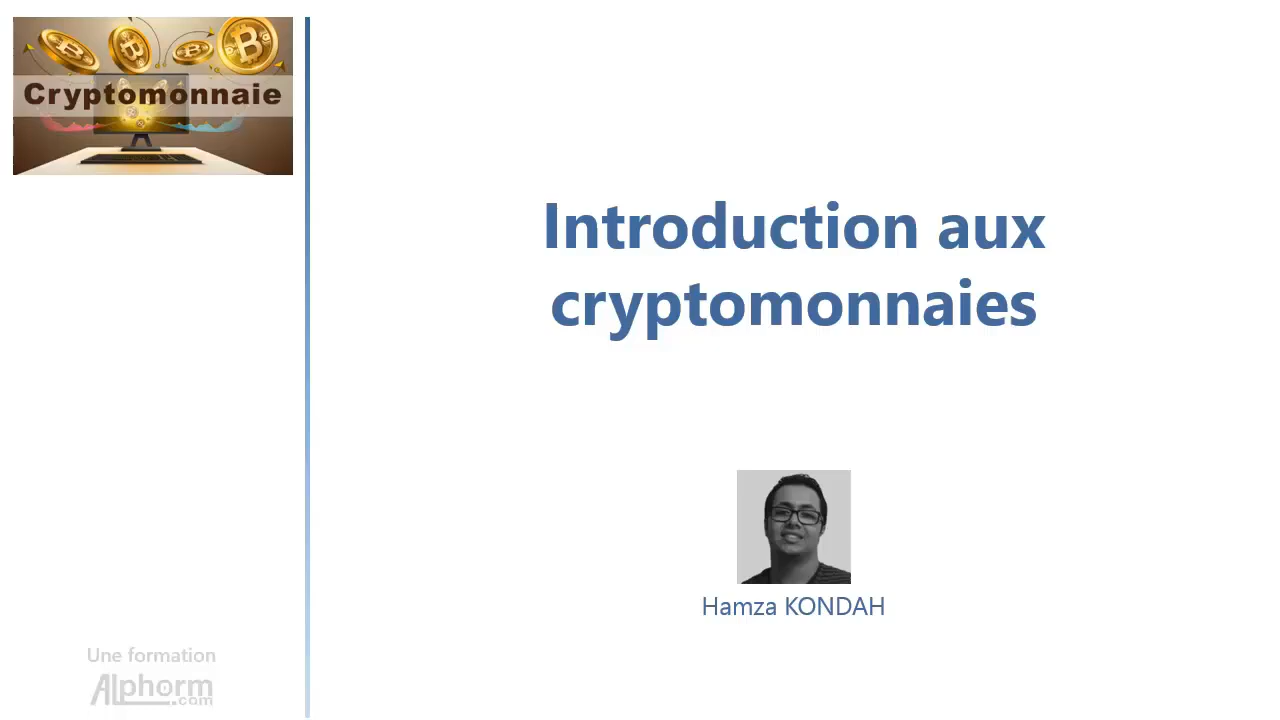 Cryptomonnaie
Introduction aux
cryptomonnaies
Hamza KONDAH
Une formation
Alphorm
.com